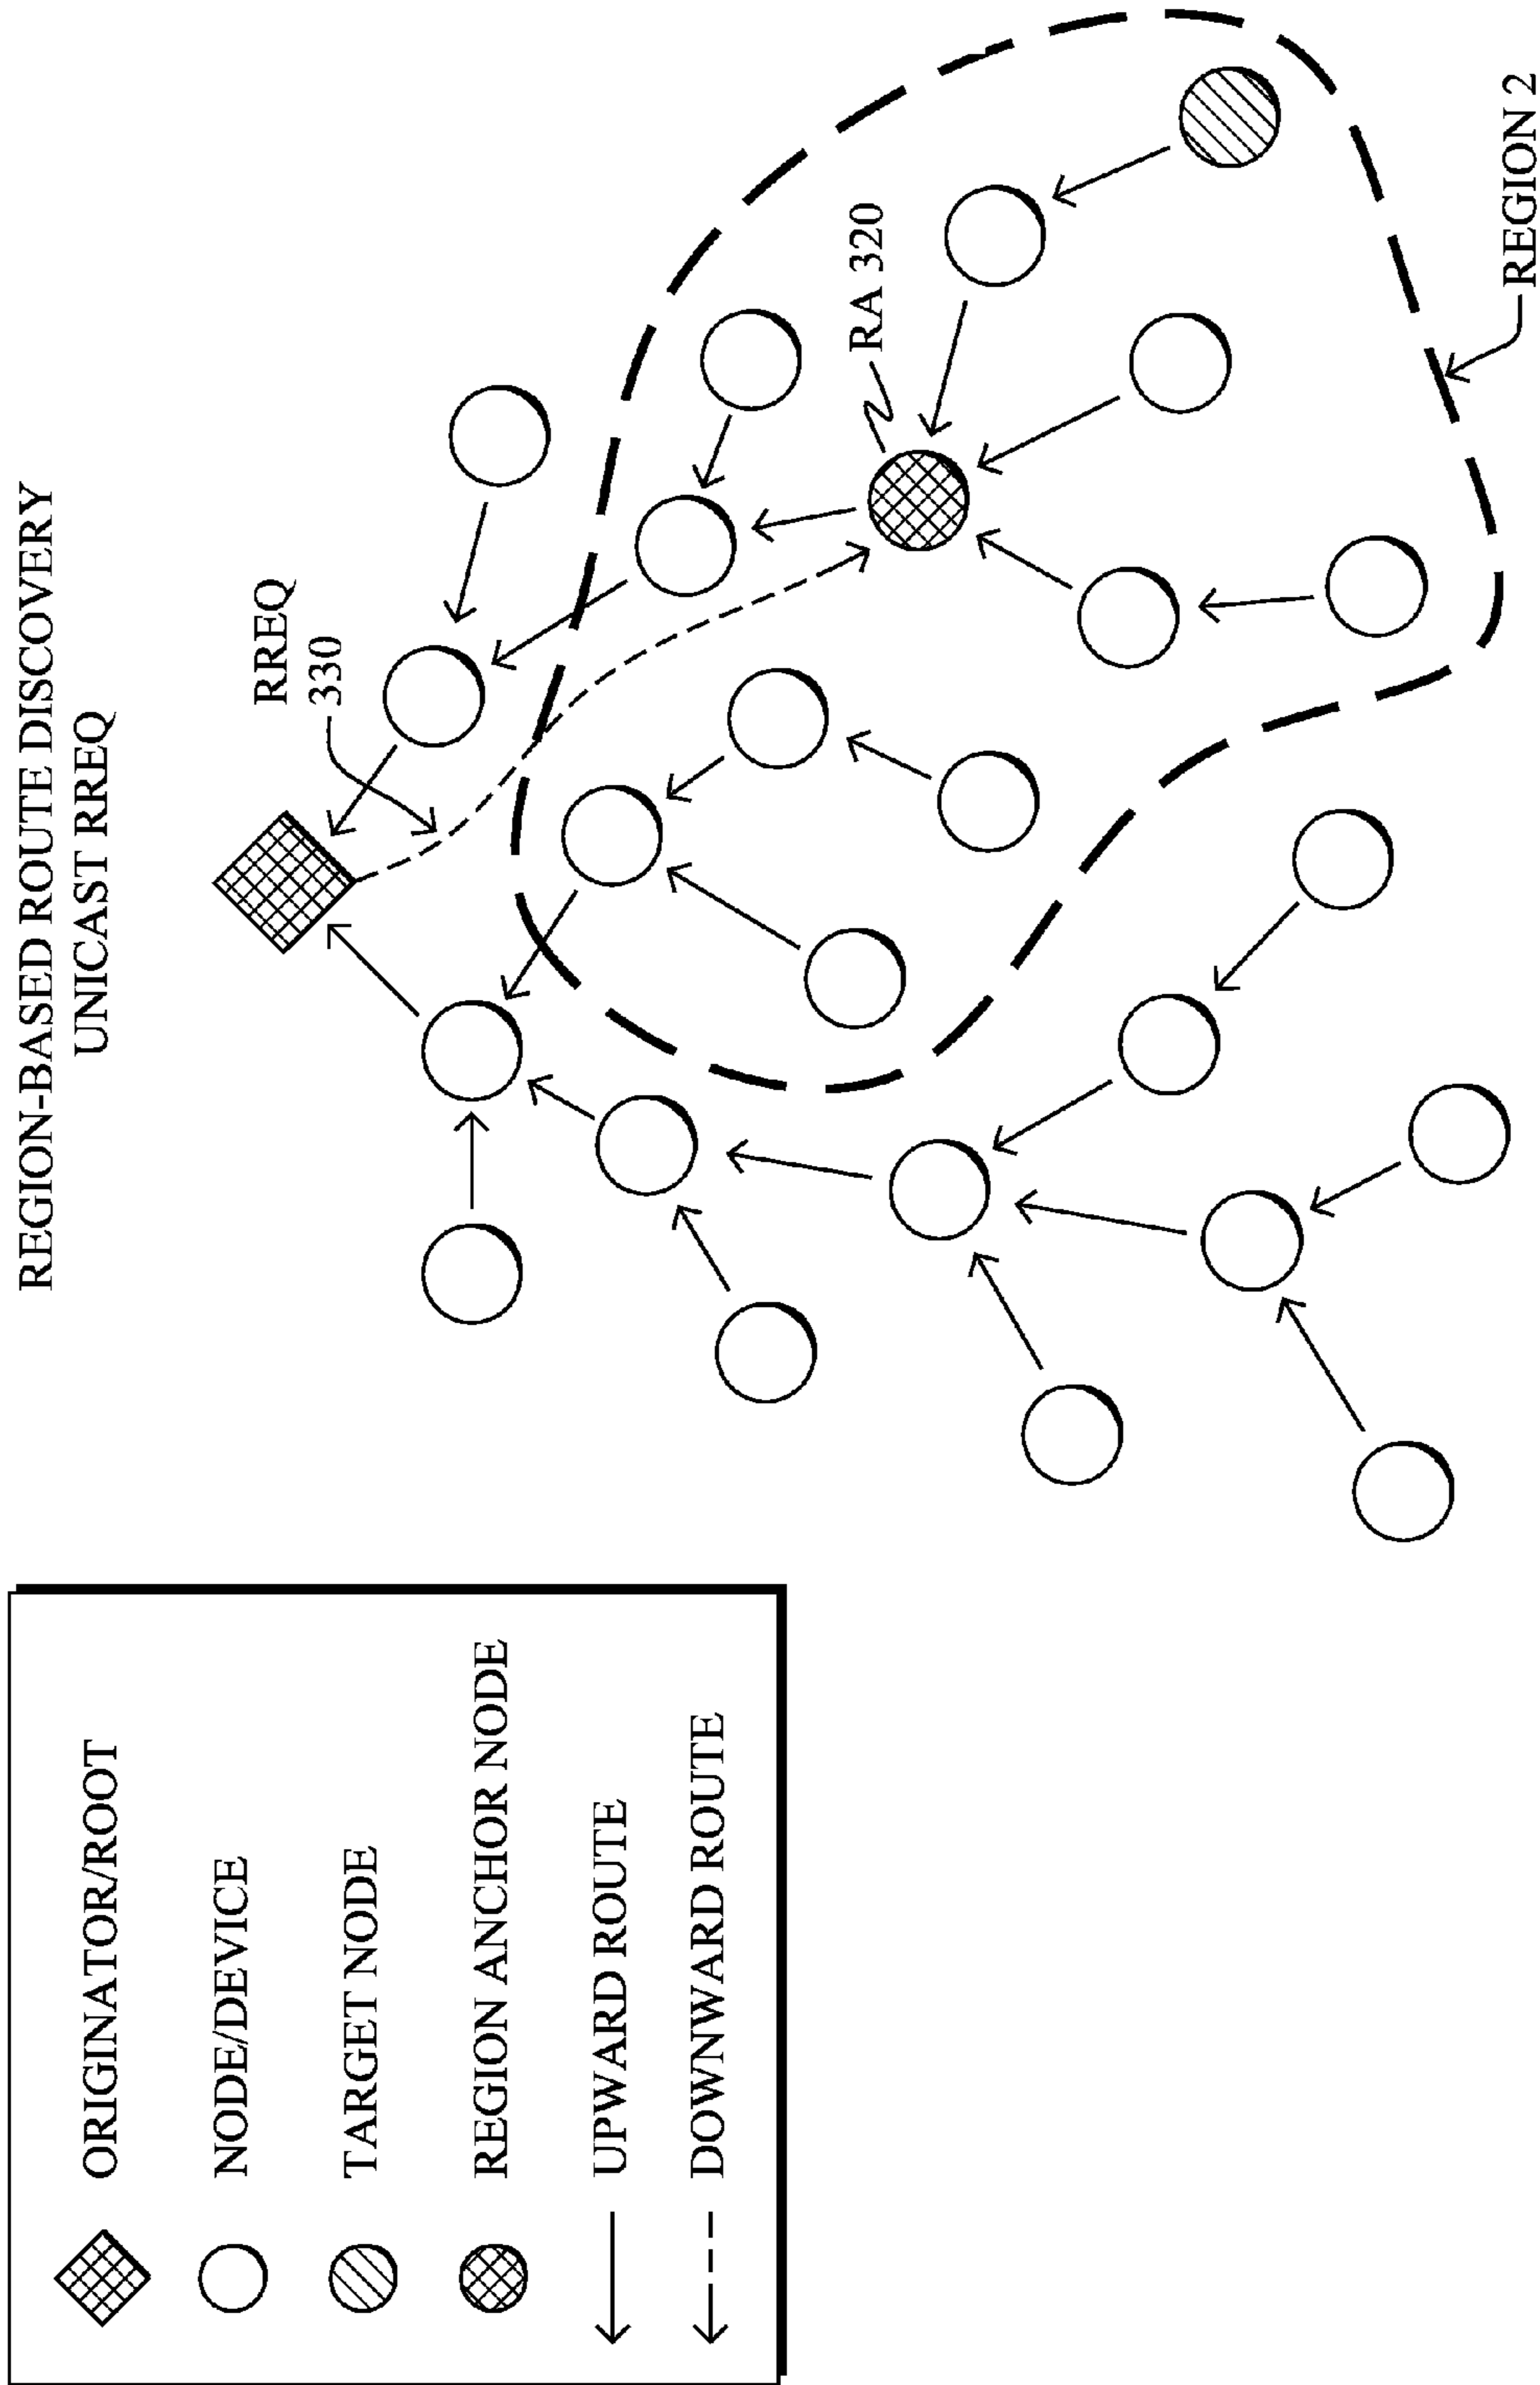 REGION-BASED ROUTE DISCOVERY
UNICAST RREQ
ORIGINATOR/ROOT
NODE/DEVICE
TARGET NODE
REGION ANCHOR NODE
UPWARD ROUTE
DOWNWARD ROUTE
RREQ
330
RA 320
REGION 2